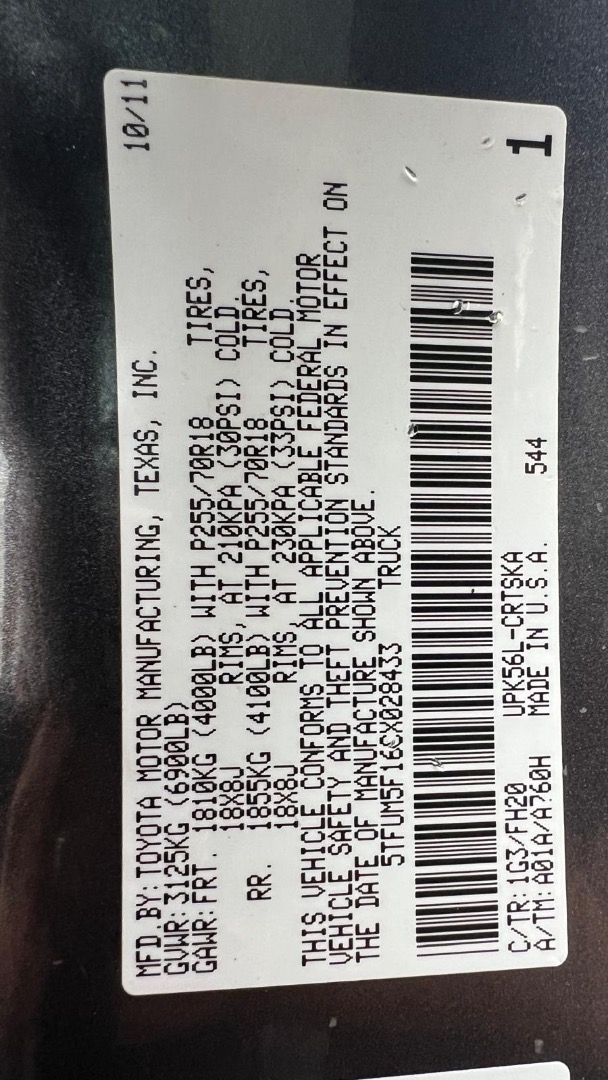 MFD.BY:TOYOTA MOTOR MANUFACTURING, TEXAS, INC. 10/11
GVWR:3125KG (6900LB)
GAWR:FRT. 1810KG (4000LB) WITH P255/70R18 TIRES,
18X8J RIMS, AT 210KPA (30PSI) COLD.
RR. 1855KG (4100LB) WITH P255/70R18 TIRES,
18X8J RIMS, AT 230KPA (33PSI) COLD.
THIS VEHICLE CONFORMS TO ALL APPLICABLE FEDERAL MOTOR
VEHICLE SAFETY AND THEFT PREVENTION STANDARDS IN EFFECT ON
THE DATE OF MANUFACTURE SHOWN ABOVE.
5TFUM5F16CX028433 TRUCK
C/TR:1G3/FH20 UPK56L-CRTSKA 1
A/TM:A01A/A760H MADE IN U.S.A. 544